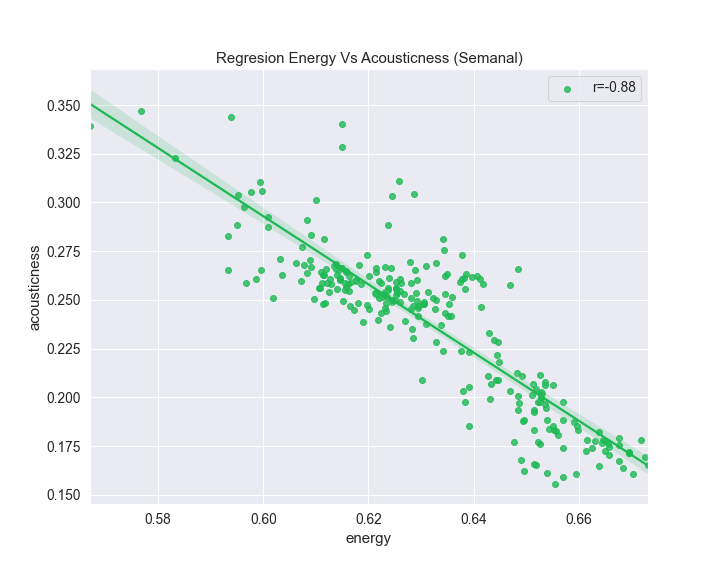 Regresion Energy Vs Acousticness (Semanal)
r=-0.88
acousticness
0.350
0.325
0.300
0.275
0.250
0.225
0.200
0.175
0.150
0.58 0.60 0.62 0.64 0.66
energy